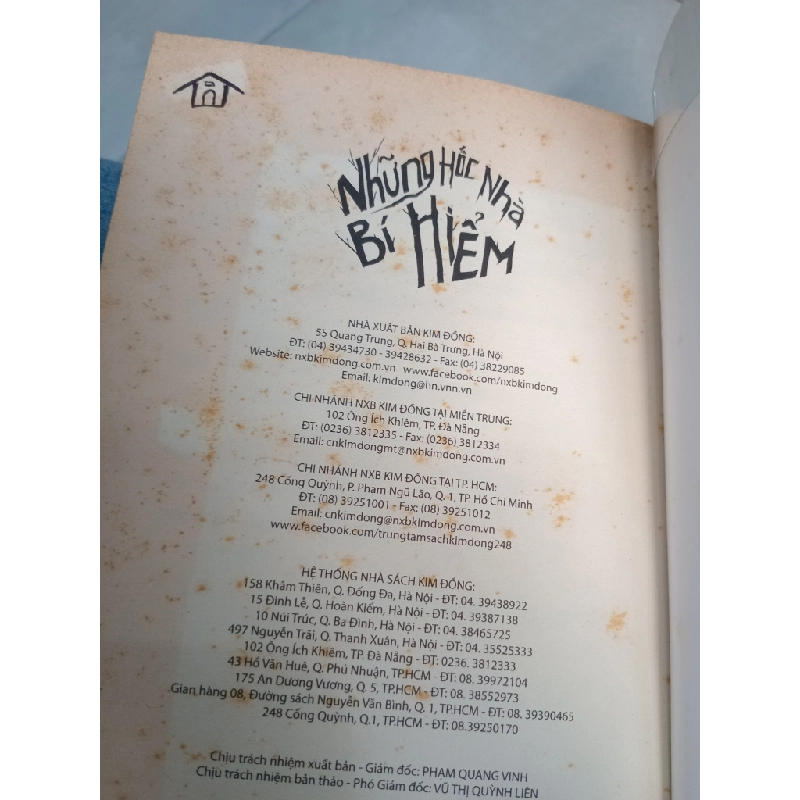 Những Hốc Nhà
Bí Hiểm
NHÀ XUẤT BẢN KIM ĐỒNG:
55 Quang Trung, Q. Hai Bà Trưng, Hà Nội
ĐT: (04) 39434730 - 39428632 - Fax: (04) 38229085
Website: nxbkimdong.com.vn www.facebook.com/nxbkimdong
Email: kimdong@hn.vnn.vn
CHI NHÁNH NXB KIM ĐỒNG TẠI MIỀN TRUNG:
102 Ông Ích Khiêm, TP. Đà Nẵng
ĐT: (0236) 3812335 - Fax: (0236) 3812334
Email: cnkimdongmt@nxbkimdong.com.vn
CHI NHÁNH NXB KIM ĐỒNG TẠI TP. HCM:
248 Cống Quỳnh, P. Phạm Ngũ Lão, Q. 1, TP Hồ Chí Minh
ĐT: (08) 39251001 - Fax: (08) 39251012
Email: cnkimdong@nxbkimdong.com.vn
www.facebook.com/trungtamsachkimdong248
HỆ THỐNG NHÀ SÁCH KIM ĐỒNG:
158 Khâm Thiên, Q. Đống Đa, Hà Nội - ĐT: 04. 39438922
15 Đinh Lễ, Q. Hoàn Kiếm, Hà Nội - ĐT: 04. 39387138
10 Núi Trúc, Q. Ba Đình, Hà Nội - ĐT: 04. 38465725
497 Nguyễn Trãi, Q. Thanh Xuân, Hà Nội - ĐT: 04. 35525333
102 Ông Ích Khiêm, TP. Đà Nẵng - ĐT: 0236. 3812333
43 Hồ Văn Huê, Q. Phú Nhuận, TP.HCM - ĐT: 08. 39972104
175 An Dương Vương, Q. 5, TP.HCM - ĐT: 08. 38552973
Gian hàng 08, Đường sách Nguyễn Văn Bình, Q.1, TP.HCM - ĐT: 08. 39390465
248 Cống Quỳnh, Q.1, TP.HCM - ĐT: 08.39250170
Chịu trách nhiệm xuất bản - Giám đốc: PHẠM QUANG VINH
Chịu trách nhiệm bản thảo - Phó Giám đốc: VŨ THỊ QUỲNH LIÊN